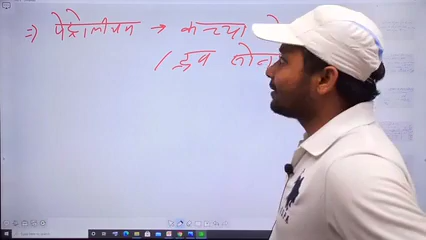 ⇒ पेट्रोलियम → कच्चा
( द्रव सोना